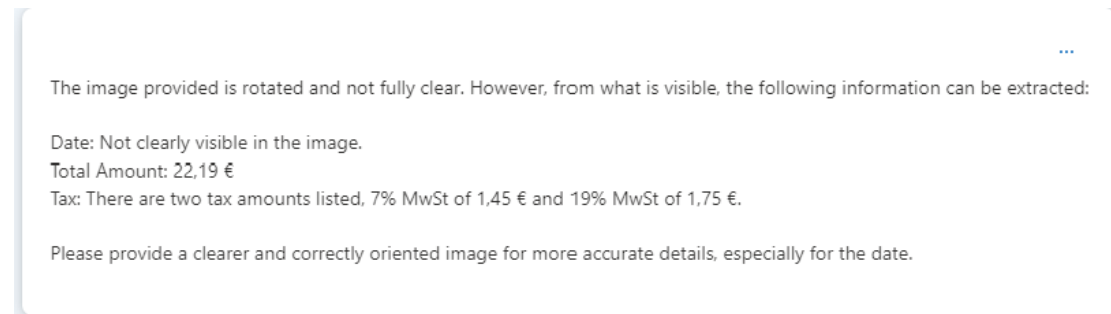 ...
The image provided is rotated and not fully clear. However, from what is visible, the following information can be extracted:
Date: Not clearly visible in the image.
Total Amount: 22,19 €
Tax: There are two tax amounts listed, 7% MwSt of 1,45 € and 19% MwSt of 1,75 €.
Please provide a clearer and correctly oriented image for more accurate details, especially for the date.